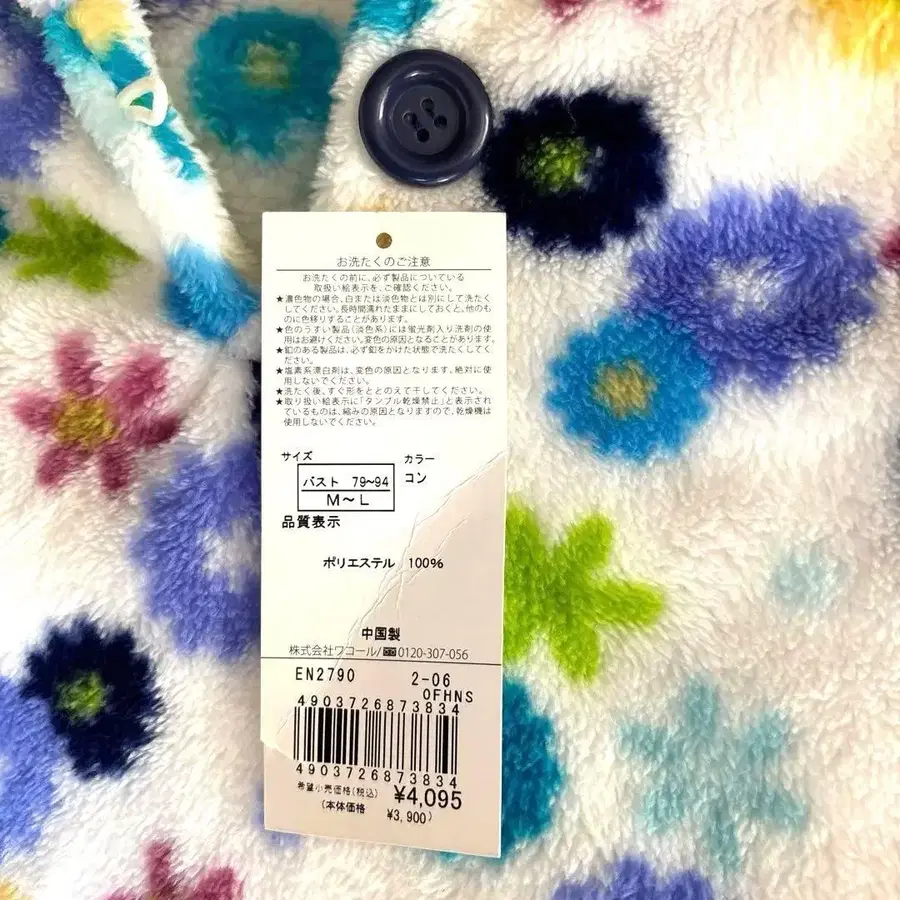 お洗たくのご注意
お洗たくの前に、必ず製品についている
取扱い絵表示を、ご確認ください。
★濃色物の場合、白または淡色物とは別にして洗たく
してください。長時間濡れたままにしておくと、他のも
のに色移りすることがあります。
★色のうすい製品(淡色系)には蛍光剤入り洗剤の使
用はお避けください。変色の原因となることがあります。
★釦のある製品は、必ず釦をかけた状態で洗たくしてく
ださい。
★塩素系漂白剤は、変色の原因となります。絶対に使
用しないでください。
★洗たく後、すぐ形をととのえて干してください。
★取り扱い絵表示に「タンブル乾燥禁止」と表示され
ているものは、縮みの原因となりますので、乾燥機は
使用しないでください。
サイズ カラー
バスト 79~94 コン
M~L
品質表示
ポリエステル 100%
中国製
株式会社ワコール/0120-307-056
EN2790 2-06
OFHNS
4903726873834
4903726873834
希望小売価格(税込) ¥4,095
(本体価格 ¥3,900)